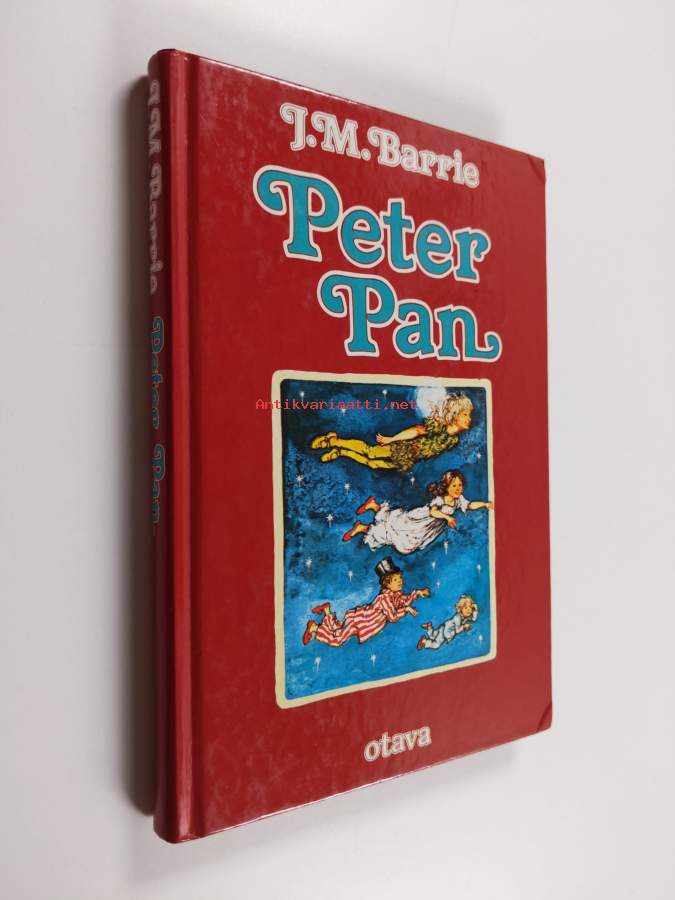 J.M. Barrie
Peter
Pan
Antikvariaatti.net
otava
J.M. Barrie Peter Pan